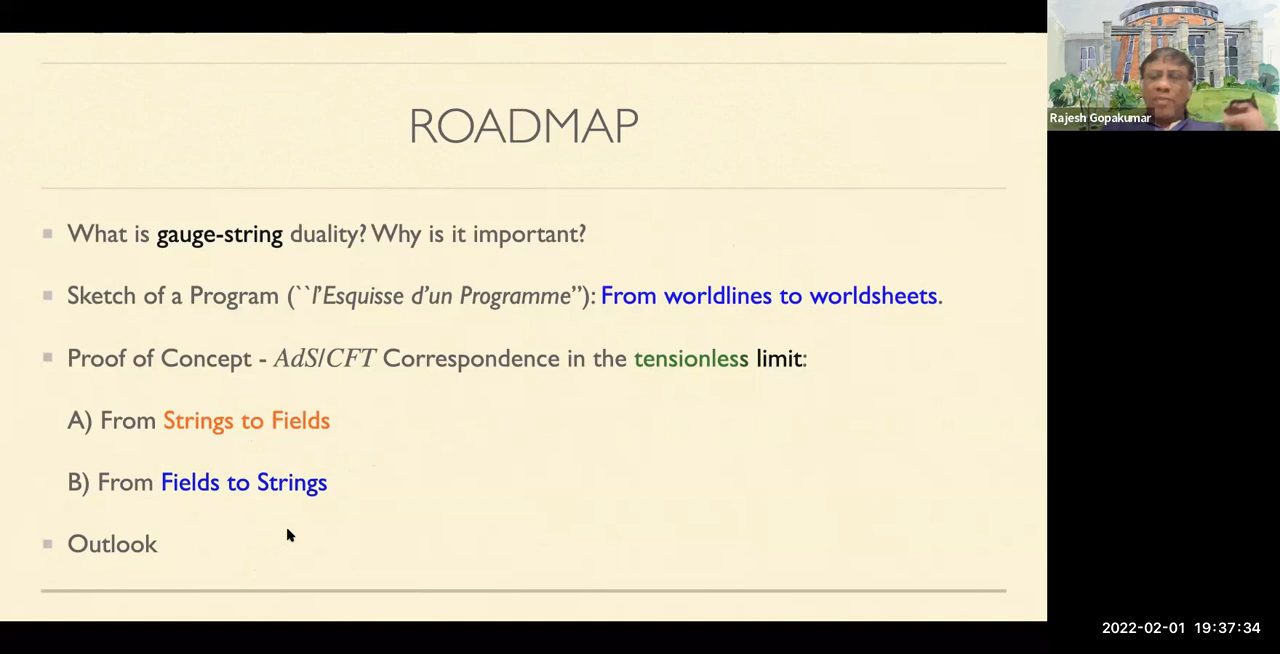 ROADMAP
What is gauge-string duality? Why is it important?
Sketch of a Program (``l’Esquisse d’un Programme”): From worldlines to worldsheets.
Proof of Concept - AdS/CFT Correspondence in the tensionless limit:
A) From Strings to Fields
B) From Fields to Strings
Outlook
Rajesh Gopakumar
2022-02-01 19:37:34